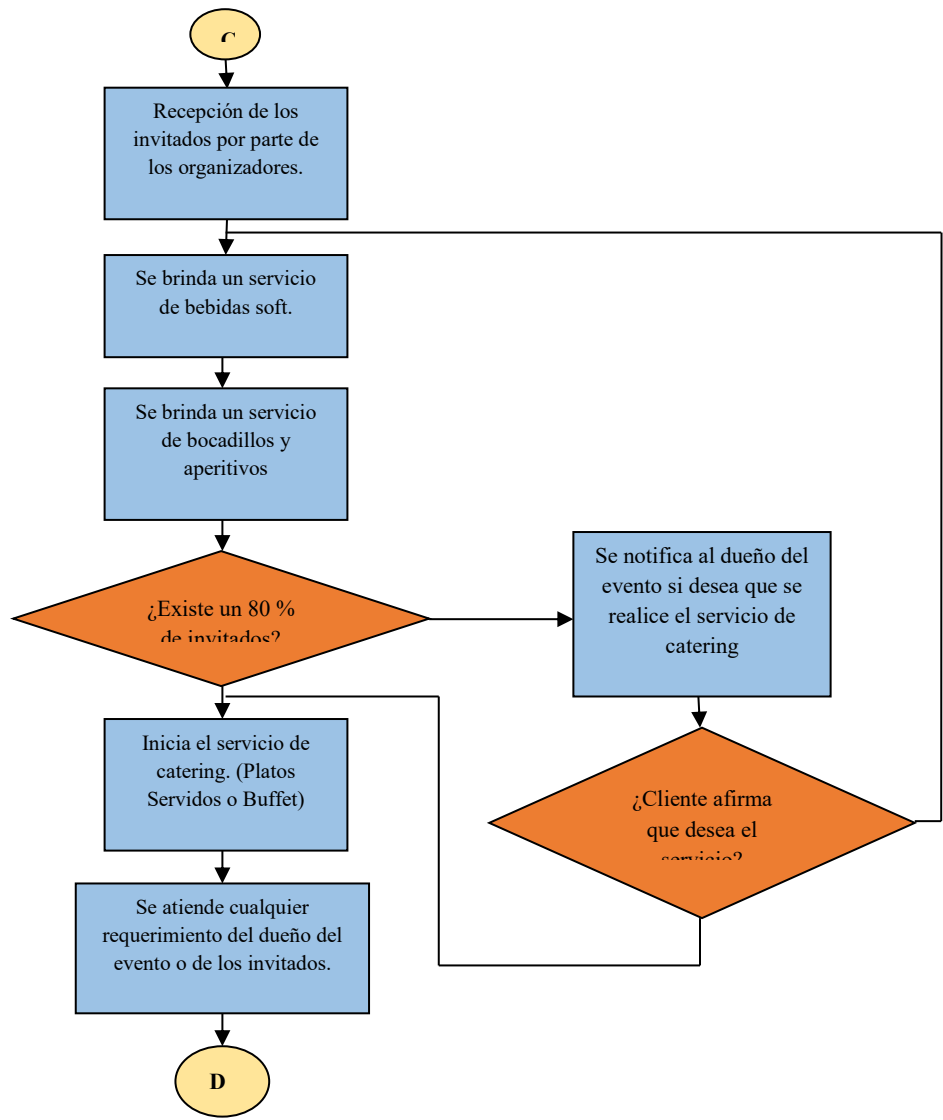 C
Recepción de los
invitados por parte de
los organizadores.
Se brinda un servicio
de bebidas soft.
Se brinda un servicio
de bocadillos y
aperitivos
¿Existe un 80 %
de invitados?
Se notifica al dueño del
evento si desea que se
realice el servicio de
catering
¿Cliente afirma
que desea el
servicio?
Inicia el servicio de
catering. (Platos
Servidos o Buffet)
Se atiende cualquier
requerimiento del dueño del
evento o de los invitados.
D